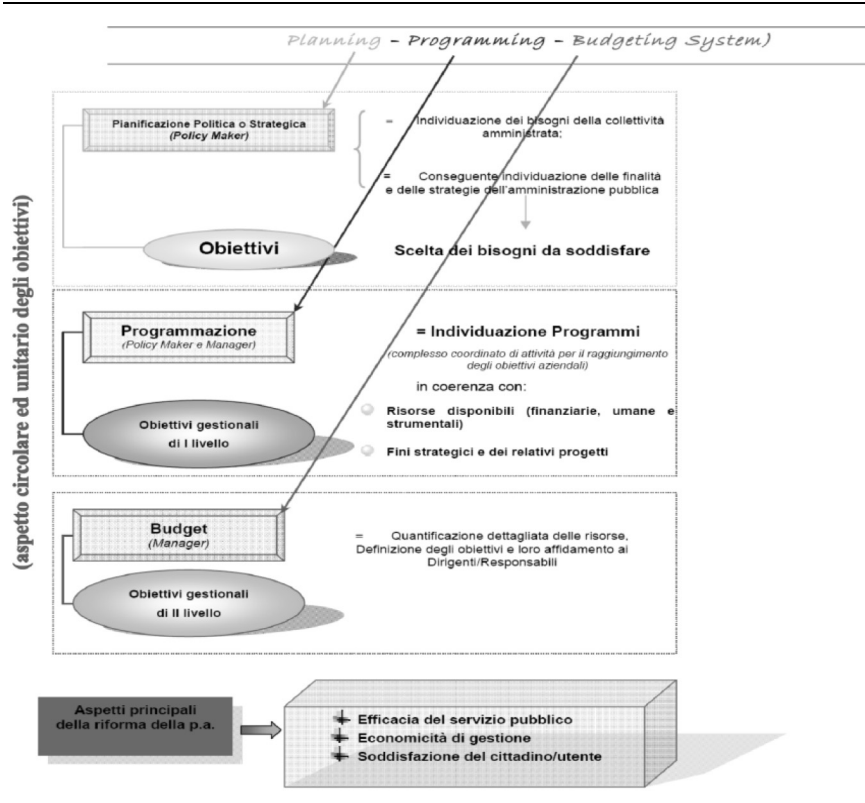 Planning - Programming - Budgeting System)
(aspetto circolare ed unitario degli obiettivi)
Pianificazione Politica o Strategica
(Policy Maker)
= Individuazione dei bisogni della collettività
amministrata;
= Conseguente individuazione delle finalità
e delle strategie dell'amministrazione pubblica
Obiettivi
Scelta dei bisogni da soddisfare
Programmazione
(Policy Maker e Manager)
= Individuazione Programmi
(complesso coordinato di attività per il raggiungimento
degli obiettivi aziendali)
in coerenza con:
Obiettivi gestionali
di I livello
Risorse disponibili (finanziarie, umane e
strumentali)
Fini strategici e dei relativi progetti
Budget
(Manager)
= Quantificazione dettagliata delle risorse,
Definizione degli obiettivi e loro affidamento ai
Dirigenti/Responsabili
Obiettivi gestionali
di II livello
Aspetti principali
della riforma della p.a.
Efficacia del servizio pubblico
Economicità di gestione
Soddisfazione del cittadino/utente